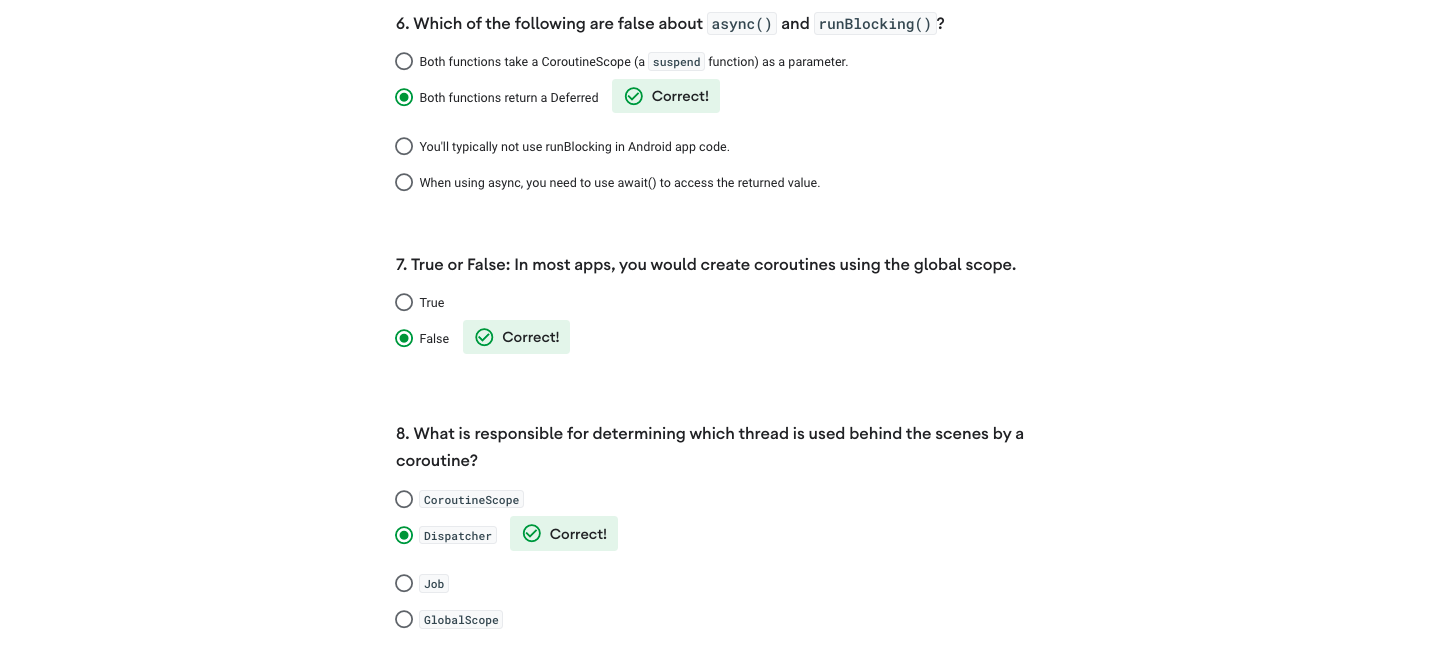 6. Which of the following are false about async() and runBlocking()?
Both functions take a CoroutineScope (a suspend function) as a parameter.
Both functions return a Deferred Correct!
You'll typically not use runBlocking in Android app code.
When using async, you need to use await() to access the returned value.
7. True or False: In most apps, you would create coroutines using the global scope.
True
False Correct!
8. What is responsible for determining which thread is used behind the scenes by a
coroutine?
CoroutineScope
Dispatcher Correct!
Job
GlobalScope